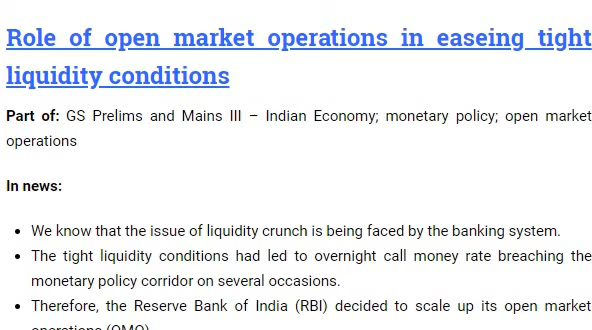 Role of open market operations in easeing tight
liquidity conditions
Part of: GS Prelims and Mains III – Indian Economy; monetary policy; open market
operations
In news:
• We know that the issue of liquidity crunch is being faced by the banking system.
• The tight liquidity conditions had led to overnight call money rate breaching the
monetary policy corridor on several occasions.
• Therefore, the Reserve Bank of India (RBI) decided to scale up its open market
operations (OMO)